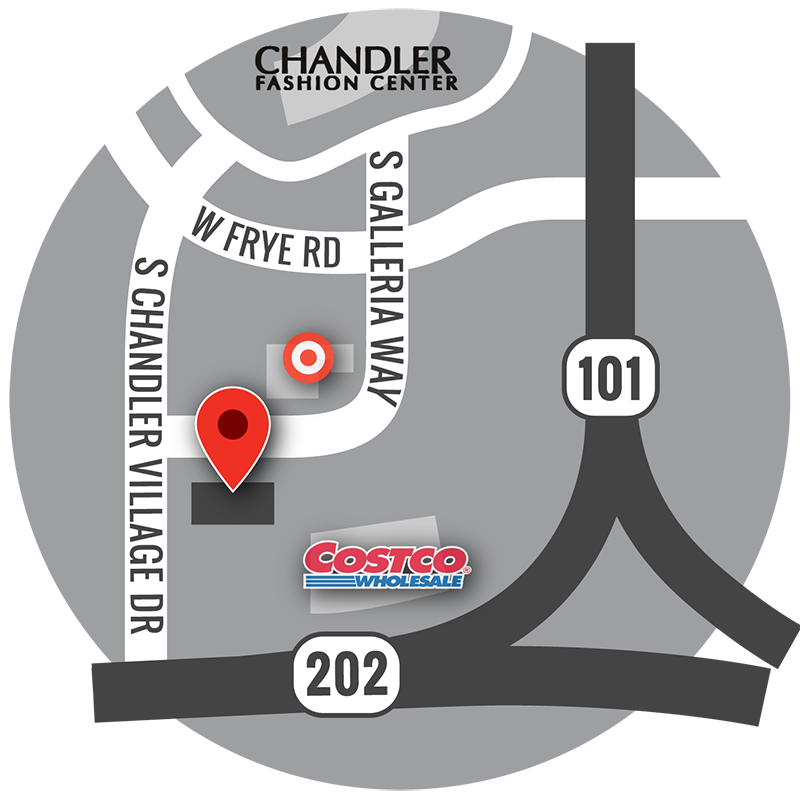 CHANDLER
FASHION CENTER
S GALLERIA WAY
W FRYE RD
S CHANDLER VILLAGE DR
101
COSTCO®
WHOLESALE
202